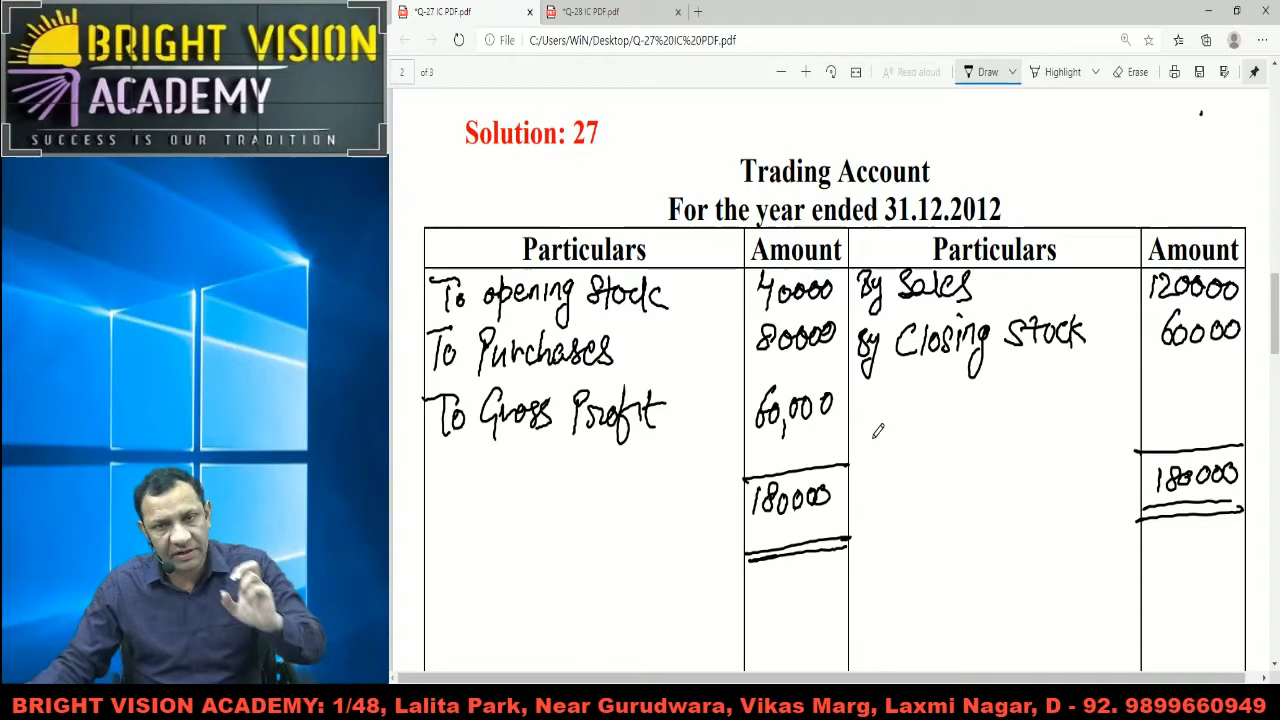 *Q-27 IC PDF.pdf
*Q-28 IC PDF.pdf
File C:/Users/WiN/Desktop/Q-27%20IC%20PDF.pdf
2 of 3
Read aloud Draw Highlight Erase
BRIGHT VISION
ACADEMY
SUCCESS IS OUR TRADITION
Solution: 27
Trading Account
For the year ended 31.12.2012
Particulars Amount Particulars Amount
To opening Stock 40000 By Sales 120000
To Purchases 80000 By Closing Stock 60000
To Gross Profit 60,000
180000 180000
BRIGHT VISION ACADEMY: 1/48, Lalita Park, Near Gurudwara, Vikas Marg, Laxmi Nagar, D - 92. 9899660949